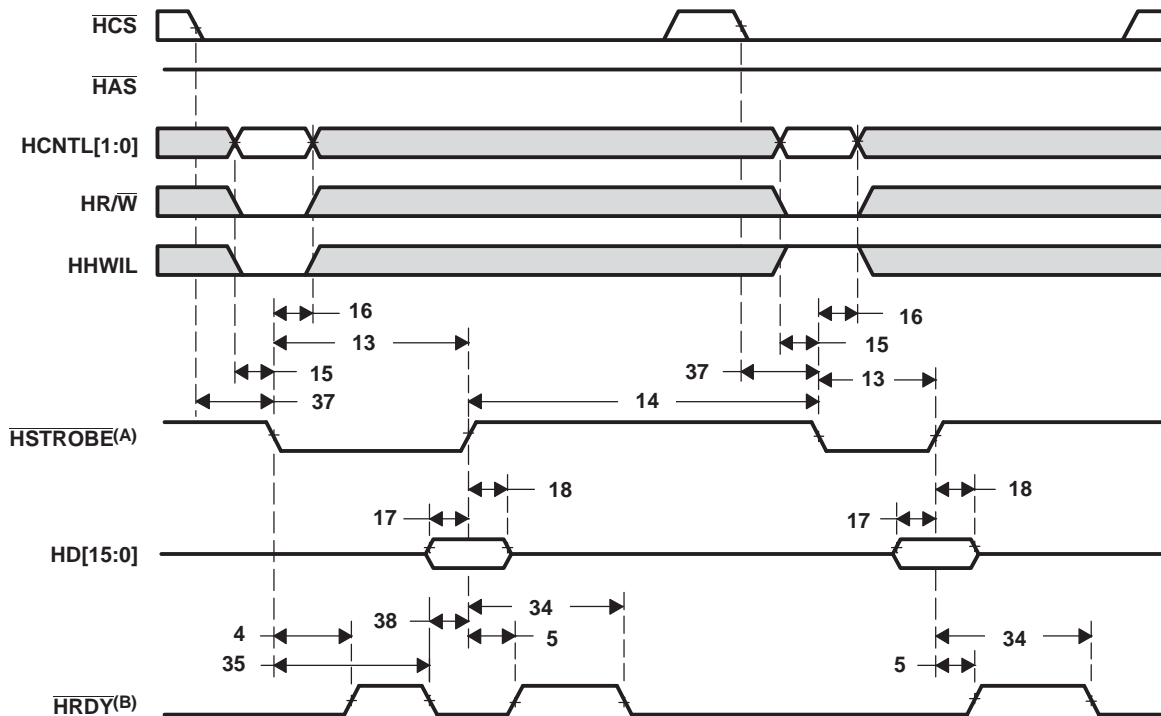 HCS
HAS
HCNTL[1:0]
HR/W
HHWIL
16
16
13
15
15
37
13
37
14
HSTROBE(A)
18
18
17
17
HD[15:0]
34
38
34
4
5
35
5
HRDY(B)